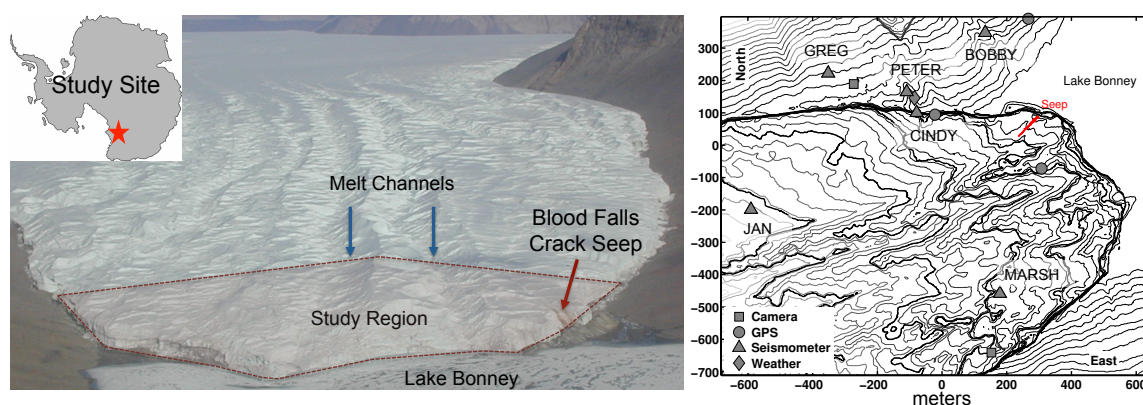 Study Site
Melt Channels
Blood Falls
Crack Seep
Study Region
Lake Bonney
North
GREG
PETER
BOBBY
Lake Bonney
Seep
CINDY
JAN
MARSH
Camera
GPS
Seismometer
Weather
East
300
200
100
0
−100
−200
−300
−400
−500
−600
−700
−600
−400
−200
0
200
400
600
meters